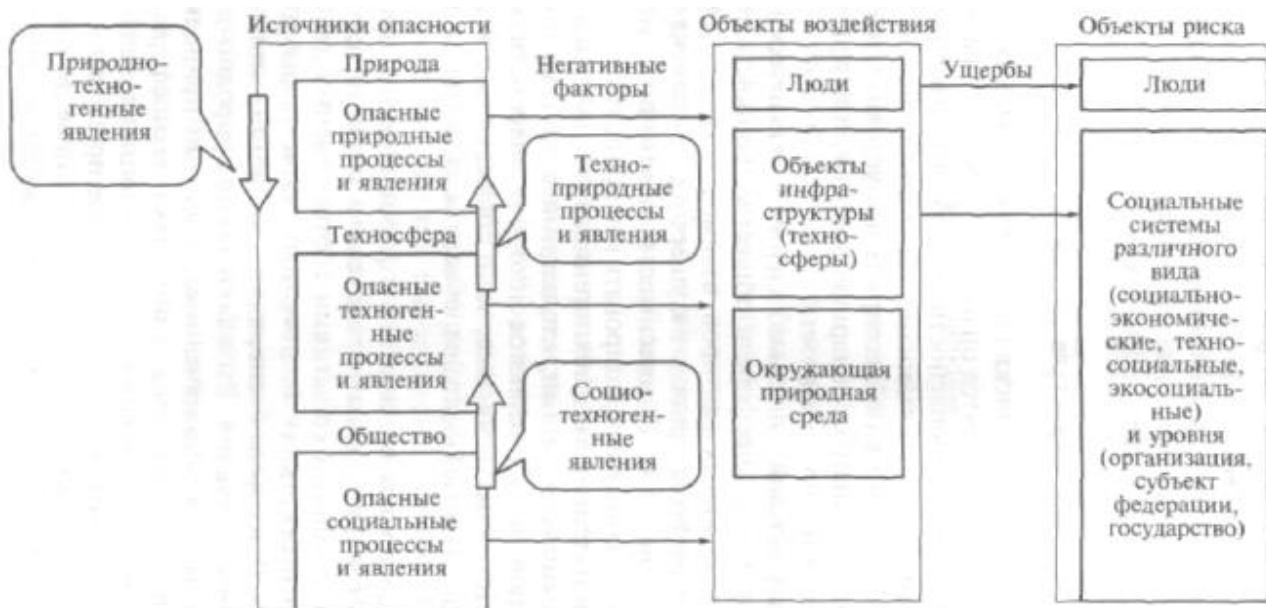 Источники опасности
Объекты воздействия
Объекты риска
Природно-
техно-
генные
явления
Природа
Опасные
природные
процессы
и явления
Техносфера
Опасные
техноген-
ные
процессы
и явления
Общество
Опасные
социальные
процессы
и явления
Негативные
факторы
Техно-
природные
процессы
и явления
Социо-
техноген-
ные
явления
Люди
Объекты
инфра-
структуры
(техно-
сферы)
Окружающая
природная
среда
Ущербы
Люди
Социальные
системы
различного
вида
(социально-
экономиче-
ские, техно-
социальные,
экосоциаль-
ные)
и уровня
(организация,
субъект
федерации,
государство)